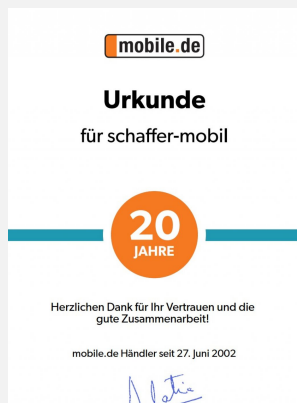 mobile.de
Urkunde
für schaffer-mobil
20
JAHRE
Herzlichen Dank für Ihr Vertrauen und die
gute Zusammenarbeit!
mobile.de Händler seit 27. Juni 2002